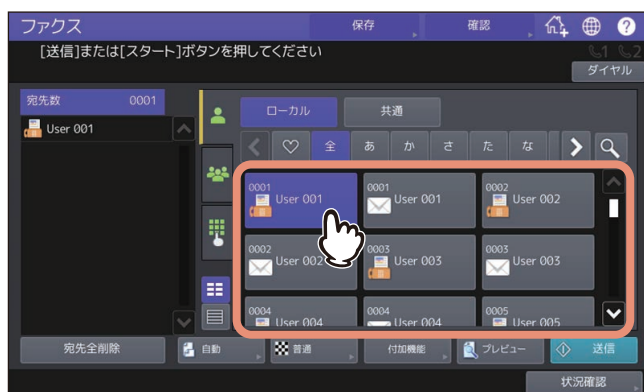 ファクス 保存 確認
[送信]または[スタート]ボタンを押してください 1 2
ダイヤル
宛先数 0001
User 001
ローカル 共通
全 あ か さ た な
0001 User 001
0001 User 001
0002 User 002
0002 User 002
0003 User 003
0003 User 003
0004 User 004
0004 User 004
0005 User 005
宛先全削除 自動 普通 付加機能 プレビュー 送信
状況確認